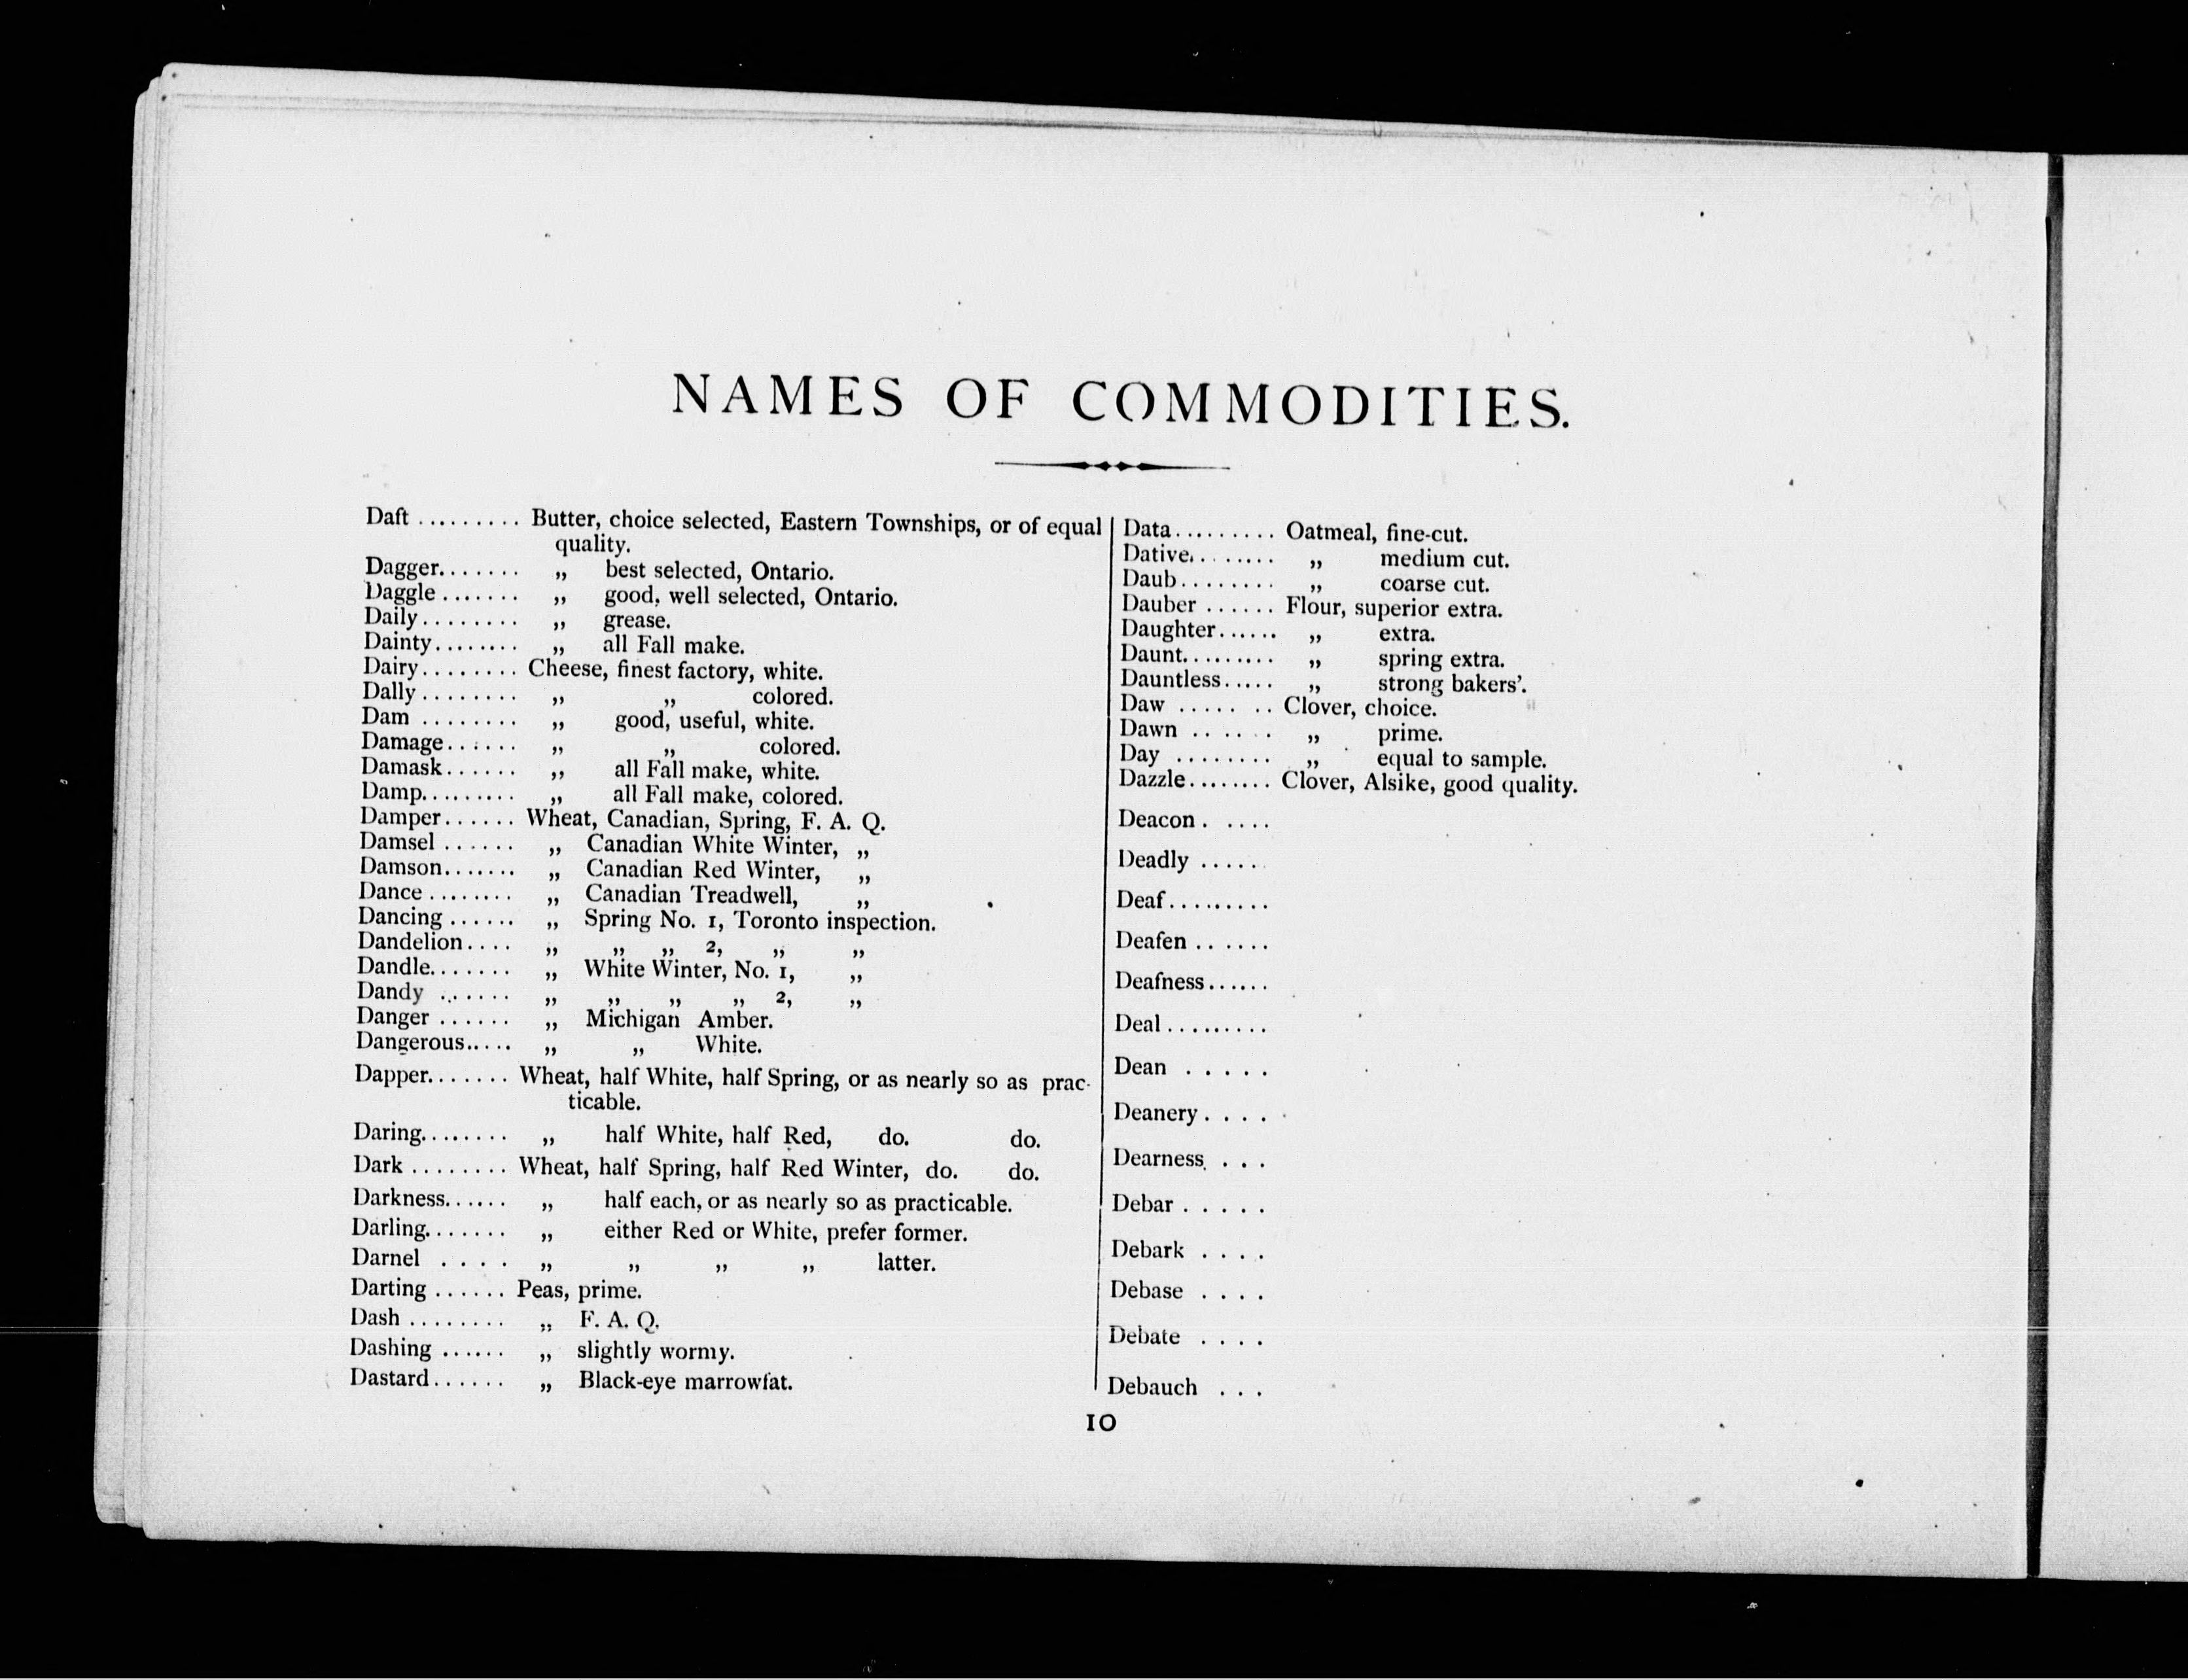 NAMES OF COMMODITIES.
Daft ......... Butter, choice selected, Eastern Townships, or of equal
quality.
Dagger....... „ best selected, Ontario.
Daggle ....... „ good, well selected, Ontario.
Daily........ „ grease.
Dainty........ „ all Fall make.
Dairy........ Cheese, finest factory, white.
Dally ........ „ „ colored.
Dam ........ „ good, useful, white.
Damage...... „ „ colored.
Damask...... „ all Fall make, white.
Damp......... „ all Fall make, colored.
Damper...... Wheat, Canadian, Spring, F. A. Q.
Damsel ...... „ Canadian White Winter, „
Damson....... „ Canadian Red Winter, „
Dance ........ „ Canadian Treadwell, „
Dancing ...... „ Spring No. 1, Toronto inspection.
Dandelion.... „ „ „ 2, „ „
Dandle....... „ White Winter, No. 1, „
Dandy ...... „ „ „ „ 2, „
Danger ...... „ Michigan Amber.
Dangerous..... „ „ White.
Dapper....... Wheat, half White, half Spring, or as nearly so as prac-
ticable.
Daring........ „ half White, half Red, do. do.
Dark ........ Wheat, half Spring, half Red Winter, do. do.
Darkness...... „ half each, or as nearly so as practicable.
Darling....... „ either Red or White, prefer former.
Darnel .... „ „ „ „ latter.
Darting ...... Peas, prime.
Dash ........ „ F. A. Q.
Dashing ...... „ slightly wormy.
Dastard...... „ Black-eye marrowfat.
Data......... Oatmeal, fine-cut.
Dative........ „ medium cut.
Daub........ „ coarse cut.
Dauber ...... Flour, superior extra.
Daughter...... „ extra.
Daunt......... „ spring extra.
Dauntless..... „ strong bakers'.
Daw ..... .. Clover, choice.
Dawn ...... „ prime.
Day ........ „ equal to sample.
Dazzle........ Clover, Alsike, good quality.
Deacon. ....
Deadly .....
Deaf.........
Deafen ......
Deafness......
Deal.........
Dean .....
Deanery....
Dearness. ...
Debar .....
Debark ....
Debase ....
Debate ....
Debauch ...
10